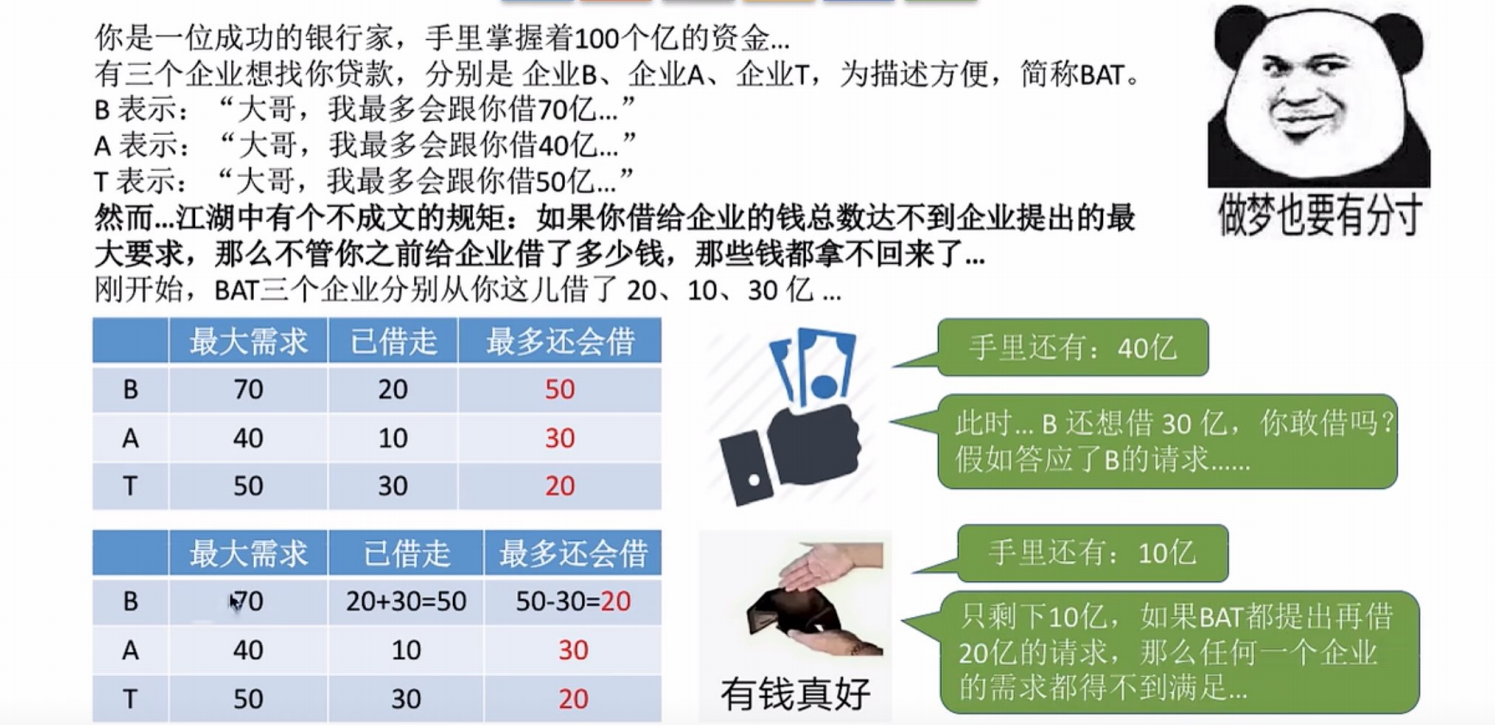 你是一位成功的银行家，手里掌握着100个亿的资金...
有三个企业想找你贷款，分别是 企业B、企业A、企业T，为描述方便，简称BAT。
B 表示：“大哥，我最多会跟你借70亿...”
A 表示：“大哥，我最多会跟你借40亿...”
T 表示：“大哥，我最多会跟你借50亿...”
然而...江湖中有个不成文的规矩：如果你借给企业的钱总数达不到企业提出的最
大要求，那么不管你之前给企业借了多少钱，那些钱都拿不回来了...
刚开始，BAT三个企业分别从你这儿借了 20、10、30 亿 ...
做梦也要有分寸
最大需求 已借走 最多还会借
B 70 20 50
A 40 10 30
T 50 30 20
手里还有：40亿
此时... B 还想借 30 亿，你敢借吗？
假如答应了B的请求......
最大需求 已借走 最多还会借
B 70 20+30=50 50-30=20
A 40 10 30
T 50 30 20
有钱真好
手里还有：10亿
只剩下10亿，如果BAT都提出再借
20亿的请求，那么任何一个企业
的需求都得不到满足...